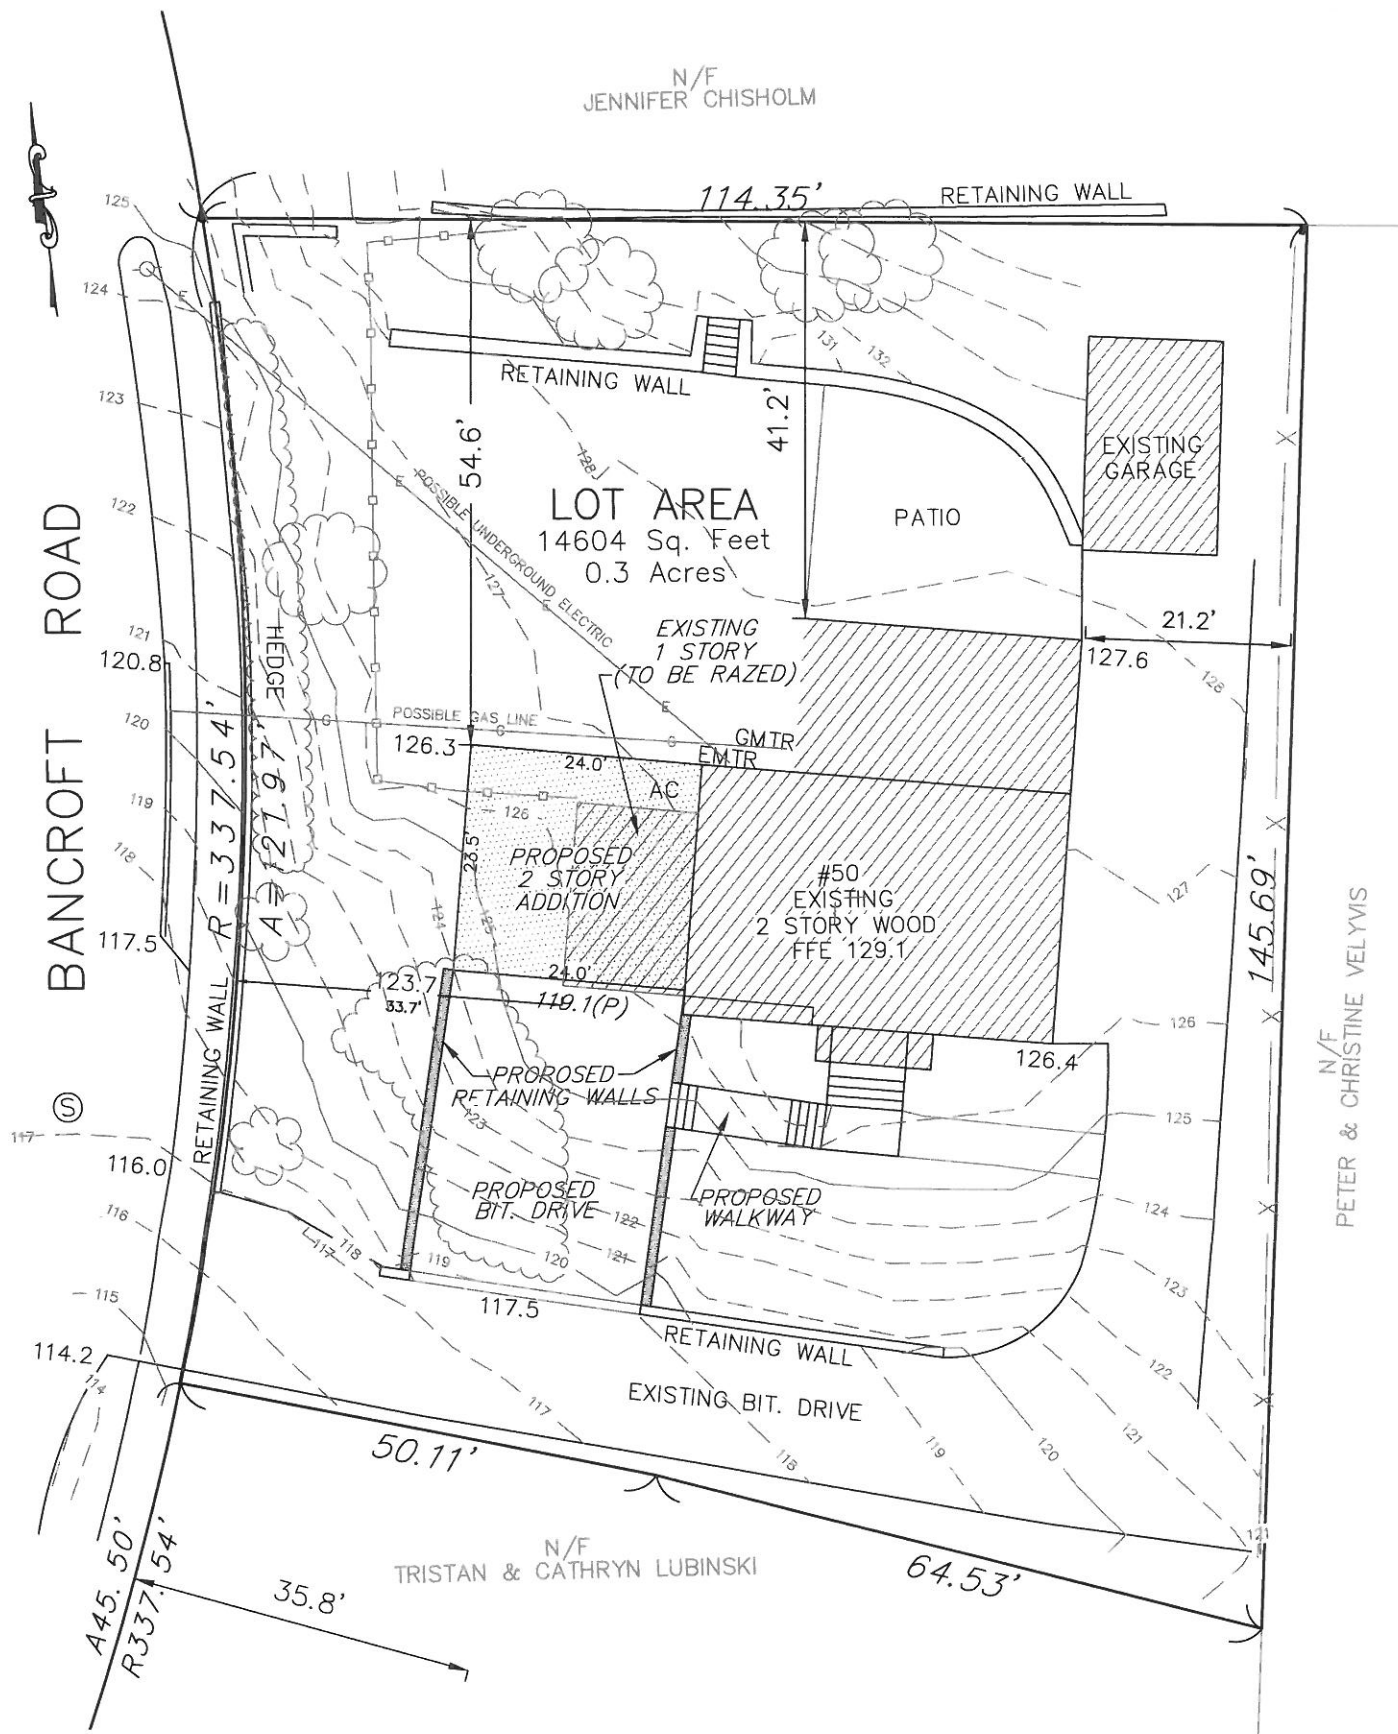 N/F
JENNIFER CHISHOLM
114.35'
RETAINING WALL
125
124
E
123
122
121
120.8
120
119
118
117.5
117
116.0
116
115
114.2
114
BANCROFT ROAD
S
RETAINING WALL
R=337.54'
A=121.97'
HEDGE
RETAINING WALL
131
132
54.6'
41.2'
128
EXISTING
GARAGE
LOT AREA
14604 Sq. Feet
0.3 Acres
PATIO
E
POSSIBLE UNDERGROUND ELECTRIC
E
127
EXISTING
1 STORY
(TO BE RAZED)
21.2'
127.6
128
E
G
POSSIBLE GAS LINE
G
G
GMTR
EMTR
126.3
24.0'
AC
126
23.5'
PROPOSED
2 STORY
ADDITION
124
125
#50
EXISTING
2 STORY WOOD
FFE 129.1
127
145.69'
N/F
PETER & CHRISTINE VELYVIS
123.7
33.7'
24.0'
119.1(P)
126
126.4
PROPOSED
RETAINING WALLS
123
125
PROPOSED
BIT. DRIVE
PROPOSED
WALKWAY
124
122
121
120
119
118
117
123
117.5
RETAINING WALL
122
EXISTING BIT. DRIVE
117
118
119
120
121
121
50.11'
64.53'
N/F
TRISTAN & CATHRYN LUBINSKI
35.8'
A45.50'
R337.54'